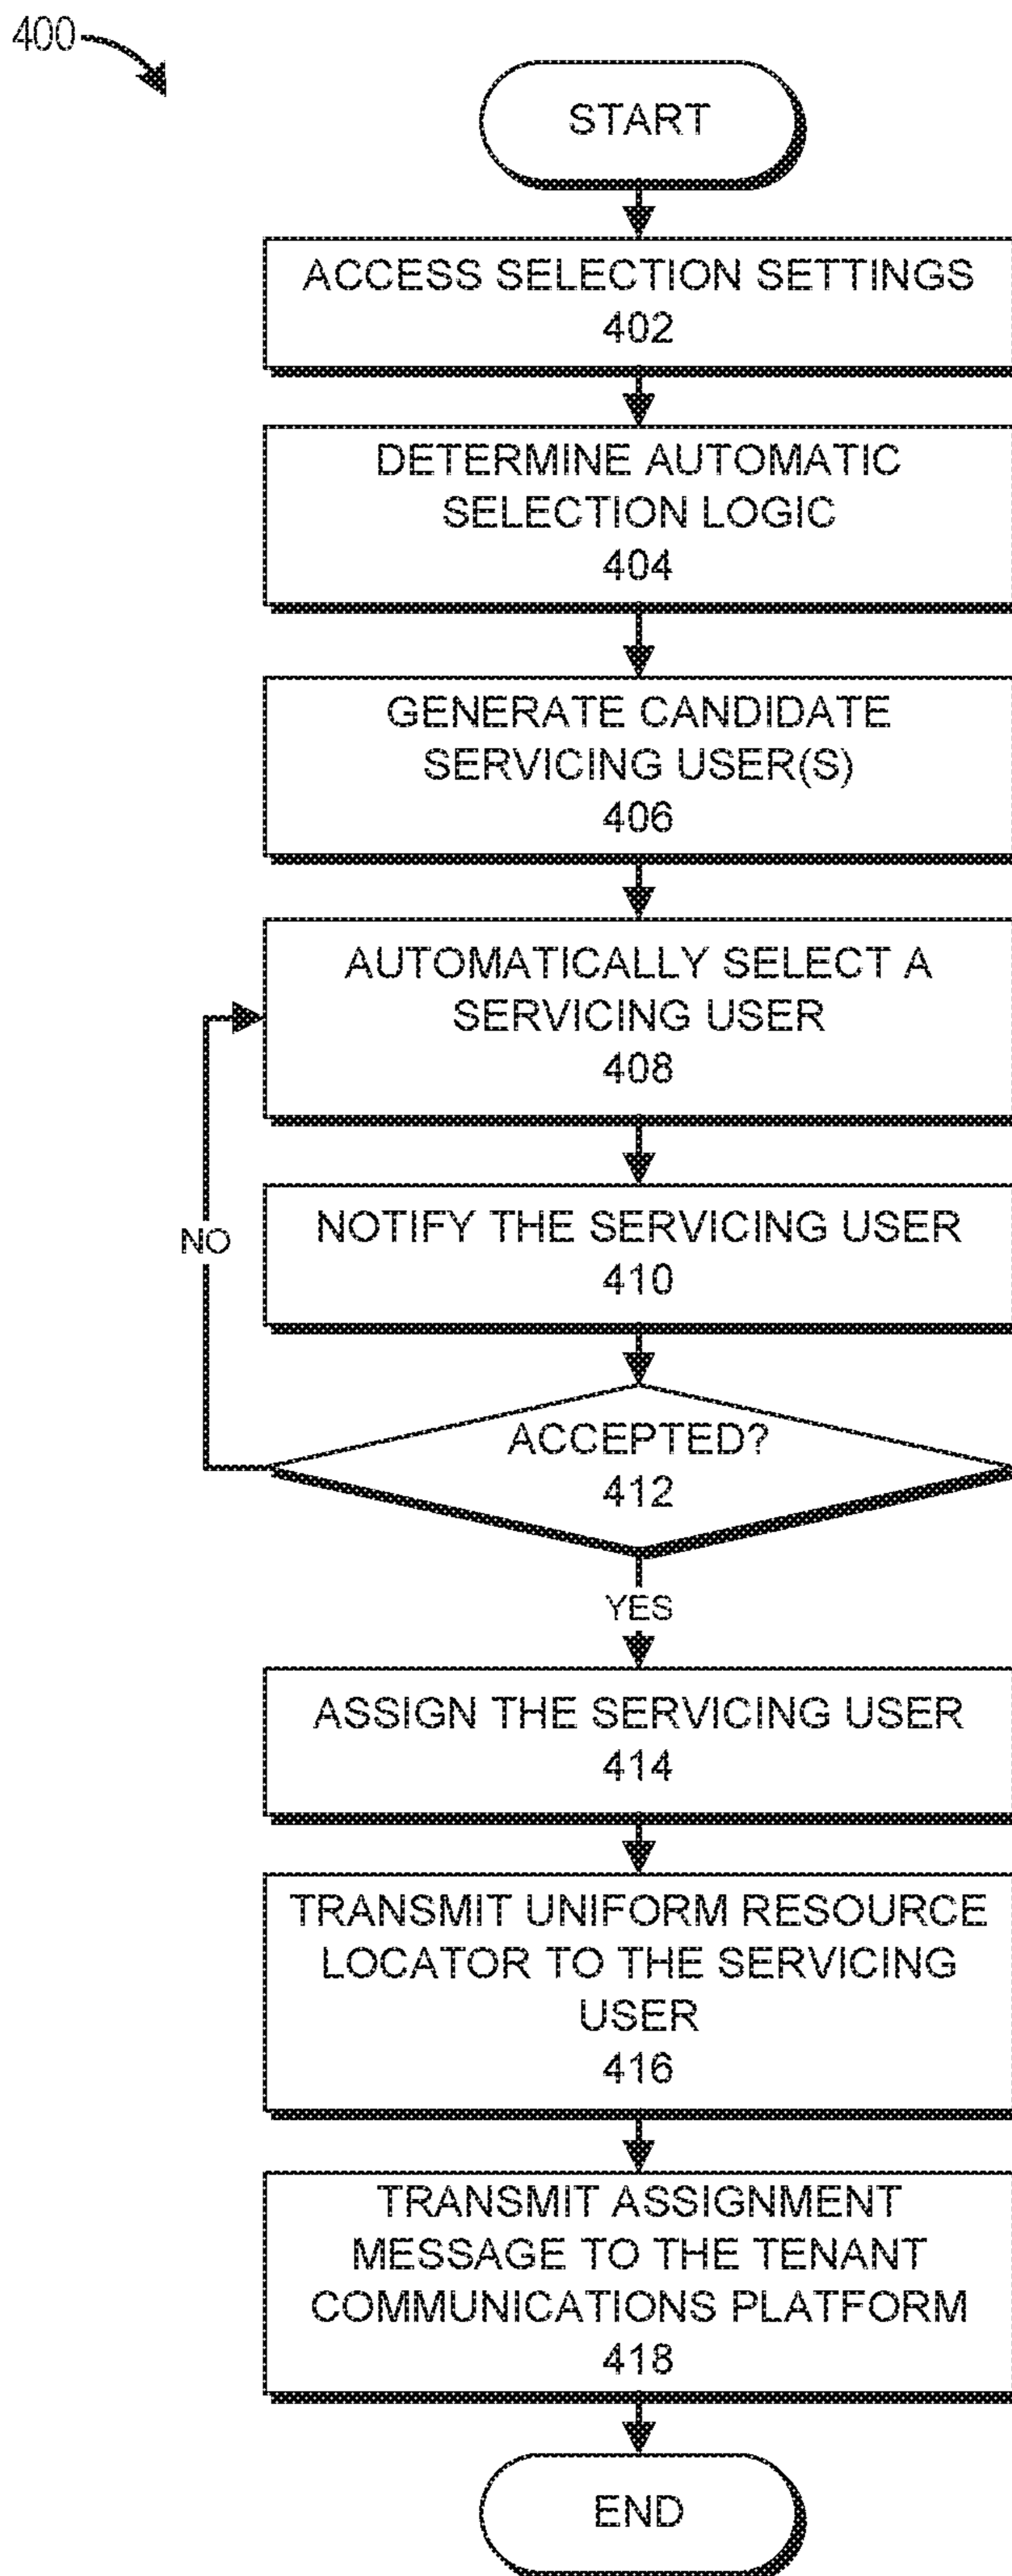 400
START
ACCESS SELECTION SETTINGS
402
DETERMINE AUTOMATIC
SELECTION LOGIC
404
GENERATE CANDIDATE
SERVICING USER(S)
406
AUTOMATICALLY SELECT A
SERVICING USER
408
NOTIFY THE SERVICING USER
410
NO
ACCEPTED?
412
YES
ASSIGN THE SERVICING USER
414
TRANSMIT UNIFORM RESOURCE
LOCATOR TO THE SERVICING
USER
416
TRANSMIT ASSIGNMENT
MESSAGE TO THE TENANT
COMMUNICATIONS PLATFORM
418
END